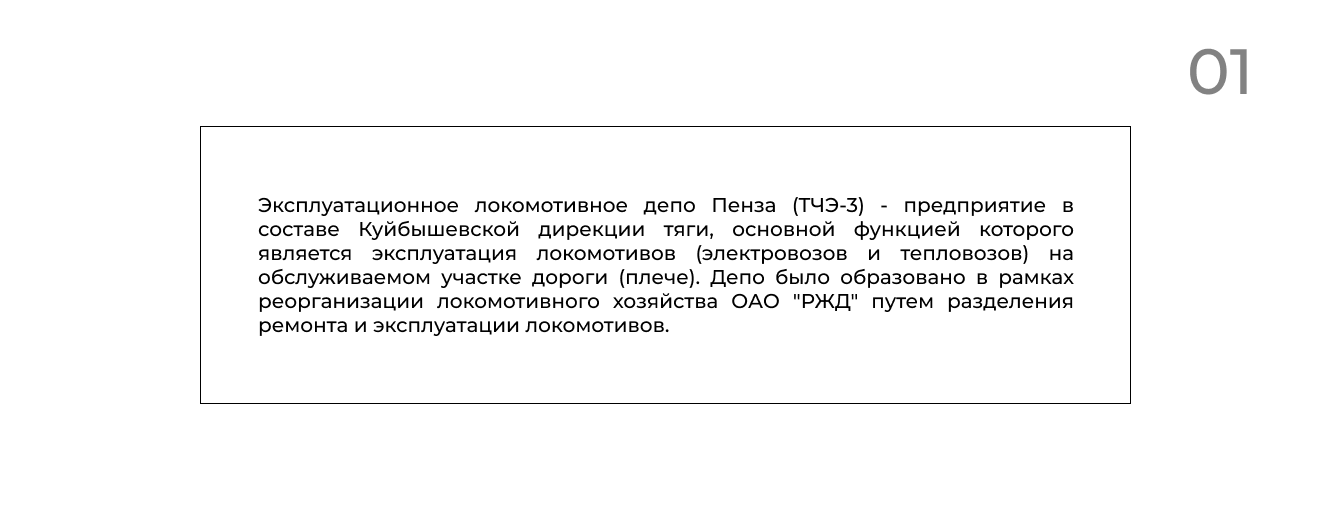 01
Эксплуатационное локомотивное депо Пенза (ТЧЭ-3) - предприятие в
составе Куйбышевской дирекции тяги, основной функцией которого
является эксплуатация локомотивов (электровозов и тепловозов) на
обслуживаемом участке дороги (плече). Депо было образовано в рамках
реорганизации локомотивного хозяйства ОАО "РЖД" путем разделения
ремонта и эксплуатации локомотивов.